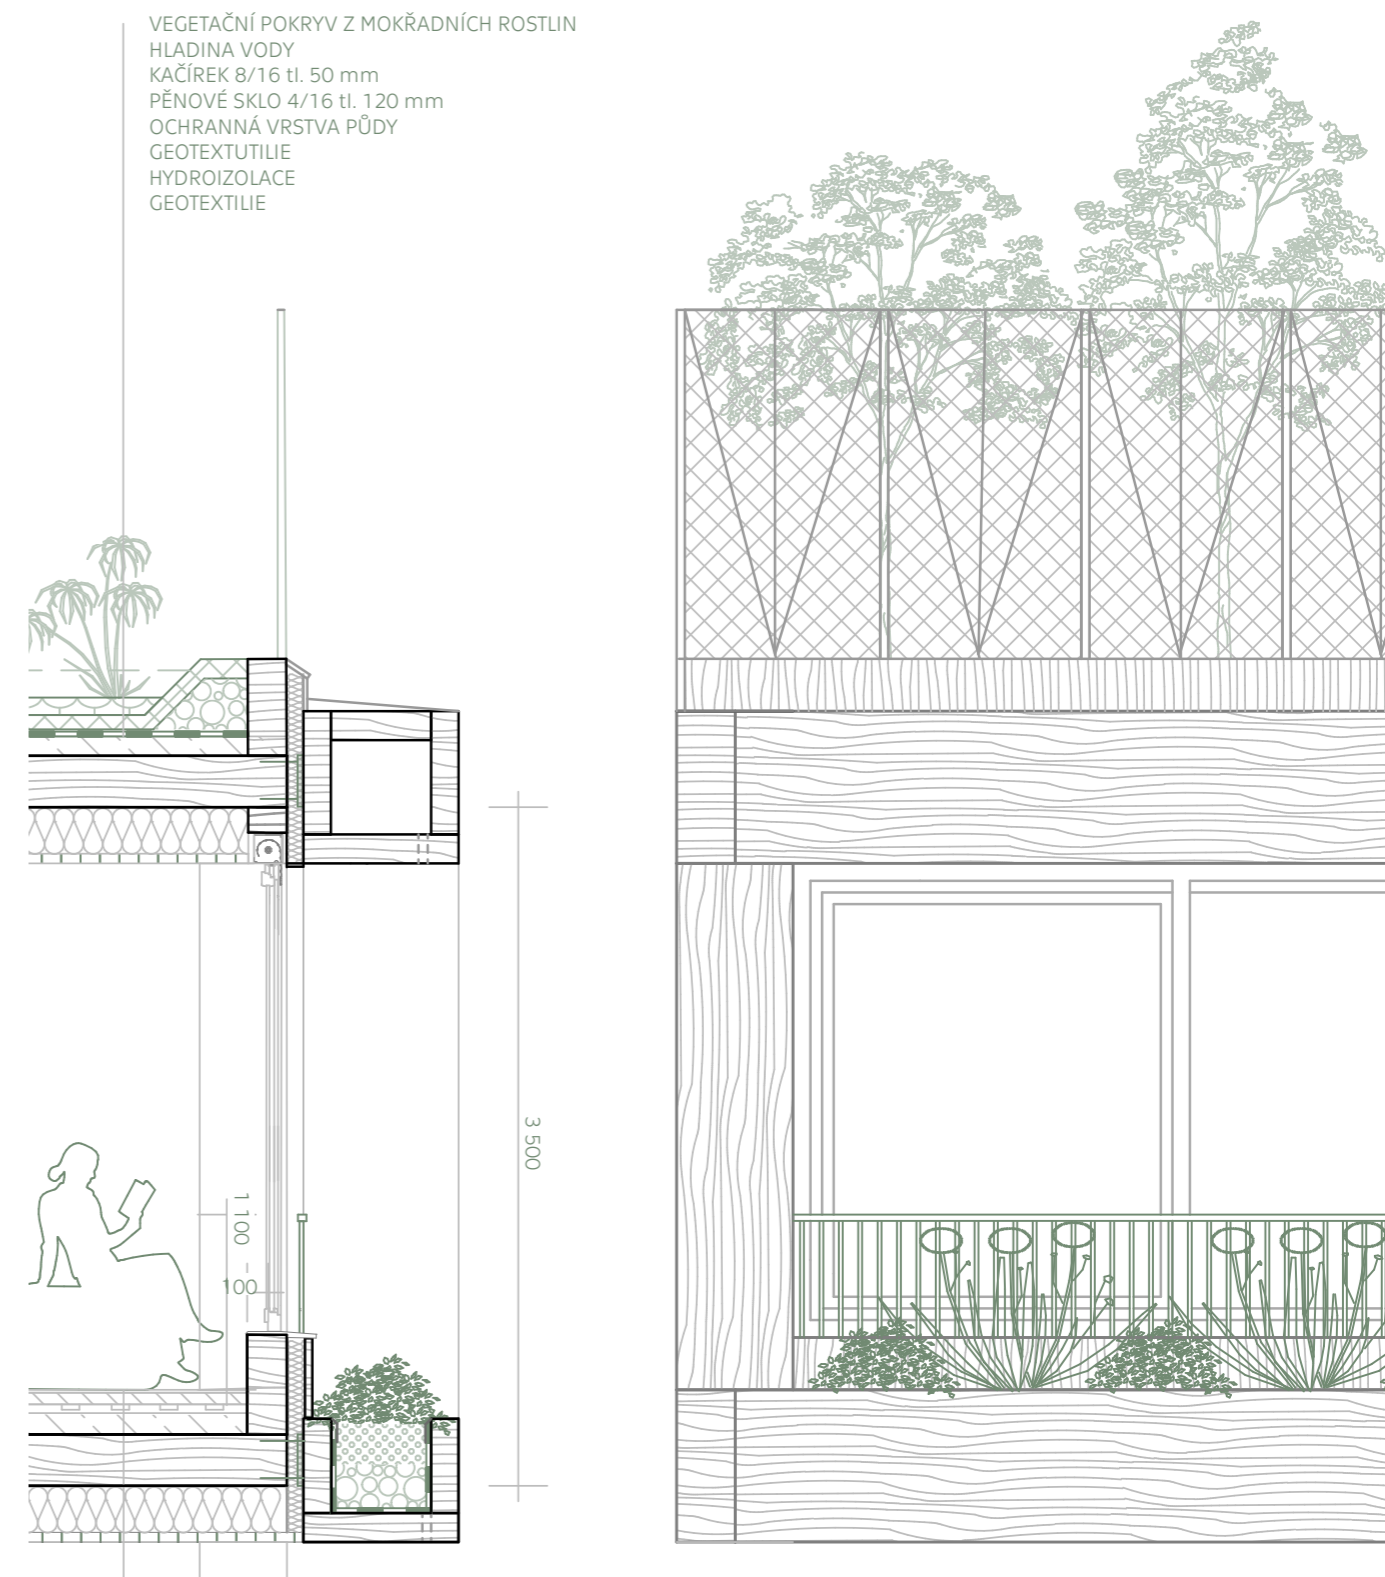 VEGETAČNÍ POKRYV Z MOKŘADNÍCH ROSTLIN
HLADINA VODY
KAČÍREK 8/16 tl. 50 mm
PĚNOVÉ SKLO 4/16 tl. 120 mm
OCHRANNÁ VRSTVA PŮDY
GEOTEXTUTILIE
HYDROIZOLACE
GEOTEXTILIE
3 500
1 100
100